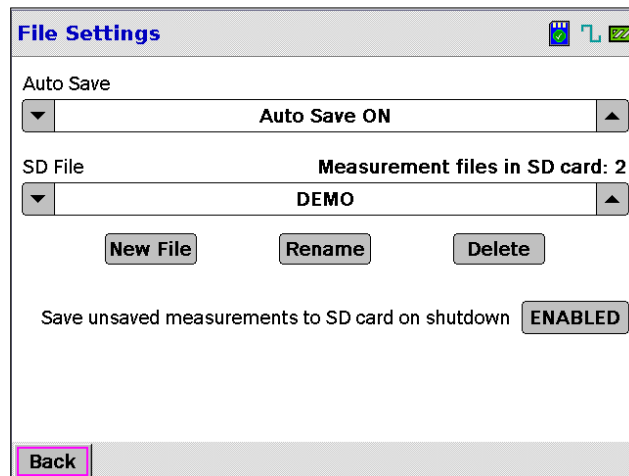 File Settings
Auto Save
Auto Save ON
SD File Measurement files in SD card: 2
DEMO
New File Rename Delete
Save unsaved measurements to SD card on shutdown ENABLED
Back